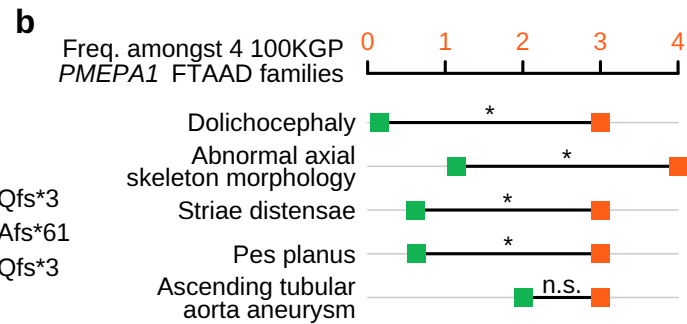 b
Freq. amongst 4 100KGP
PMEPA1 FTAAD families
0 1 2 3 4
Dolichocephaly
*
Abnormal axial
skeleton morphology
*
Striae distensae
*
Pes planus
*
Ascending tubular
aorta aneurysm
n.s.
Qfs*3
Afs*61
Qfs*3